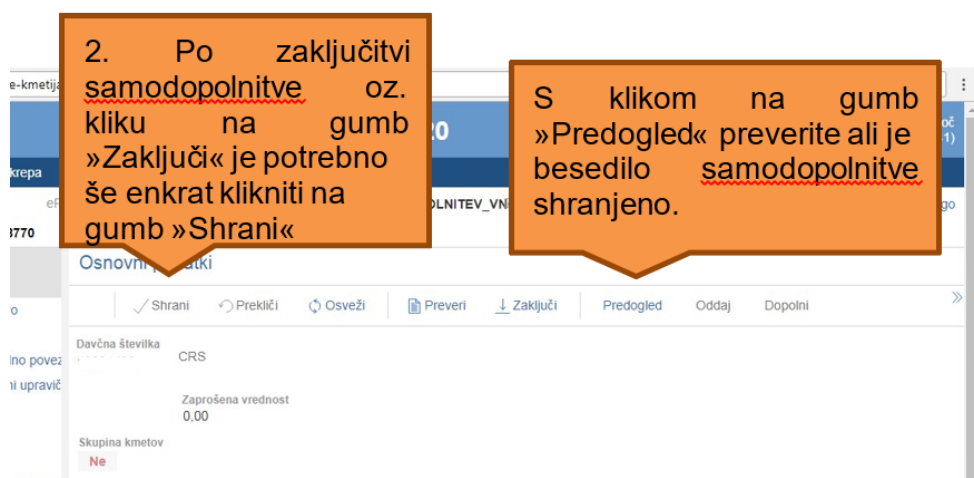 2. Po zaključitvi
samodopolnitve oz.
kliku na gumb
»Zaključi« je potrebno
še enkrat klikniti na
gumb »Shrani«
S klikom na gumb
»Predogled« preverite ali je
besedilo samodopolnitve
shranjeno.
e-kmetija
20
oč
1)
krepa
OLNITEV_VN
go
3770
Osnovni
tki
Shrani Prekliči Osveži Preveri Zaključi Predogled Oddaj Dopolni »
o
Davčna številka
CRS
lno povez
ni upravič
Zaprošena vrednost
0,00
Skupina kmetov
Ne